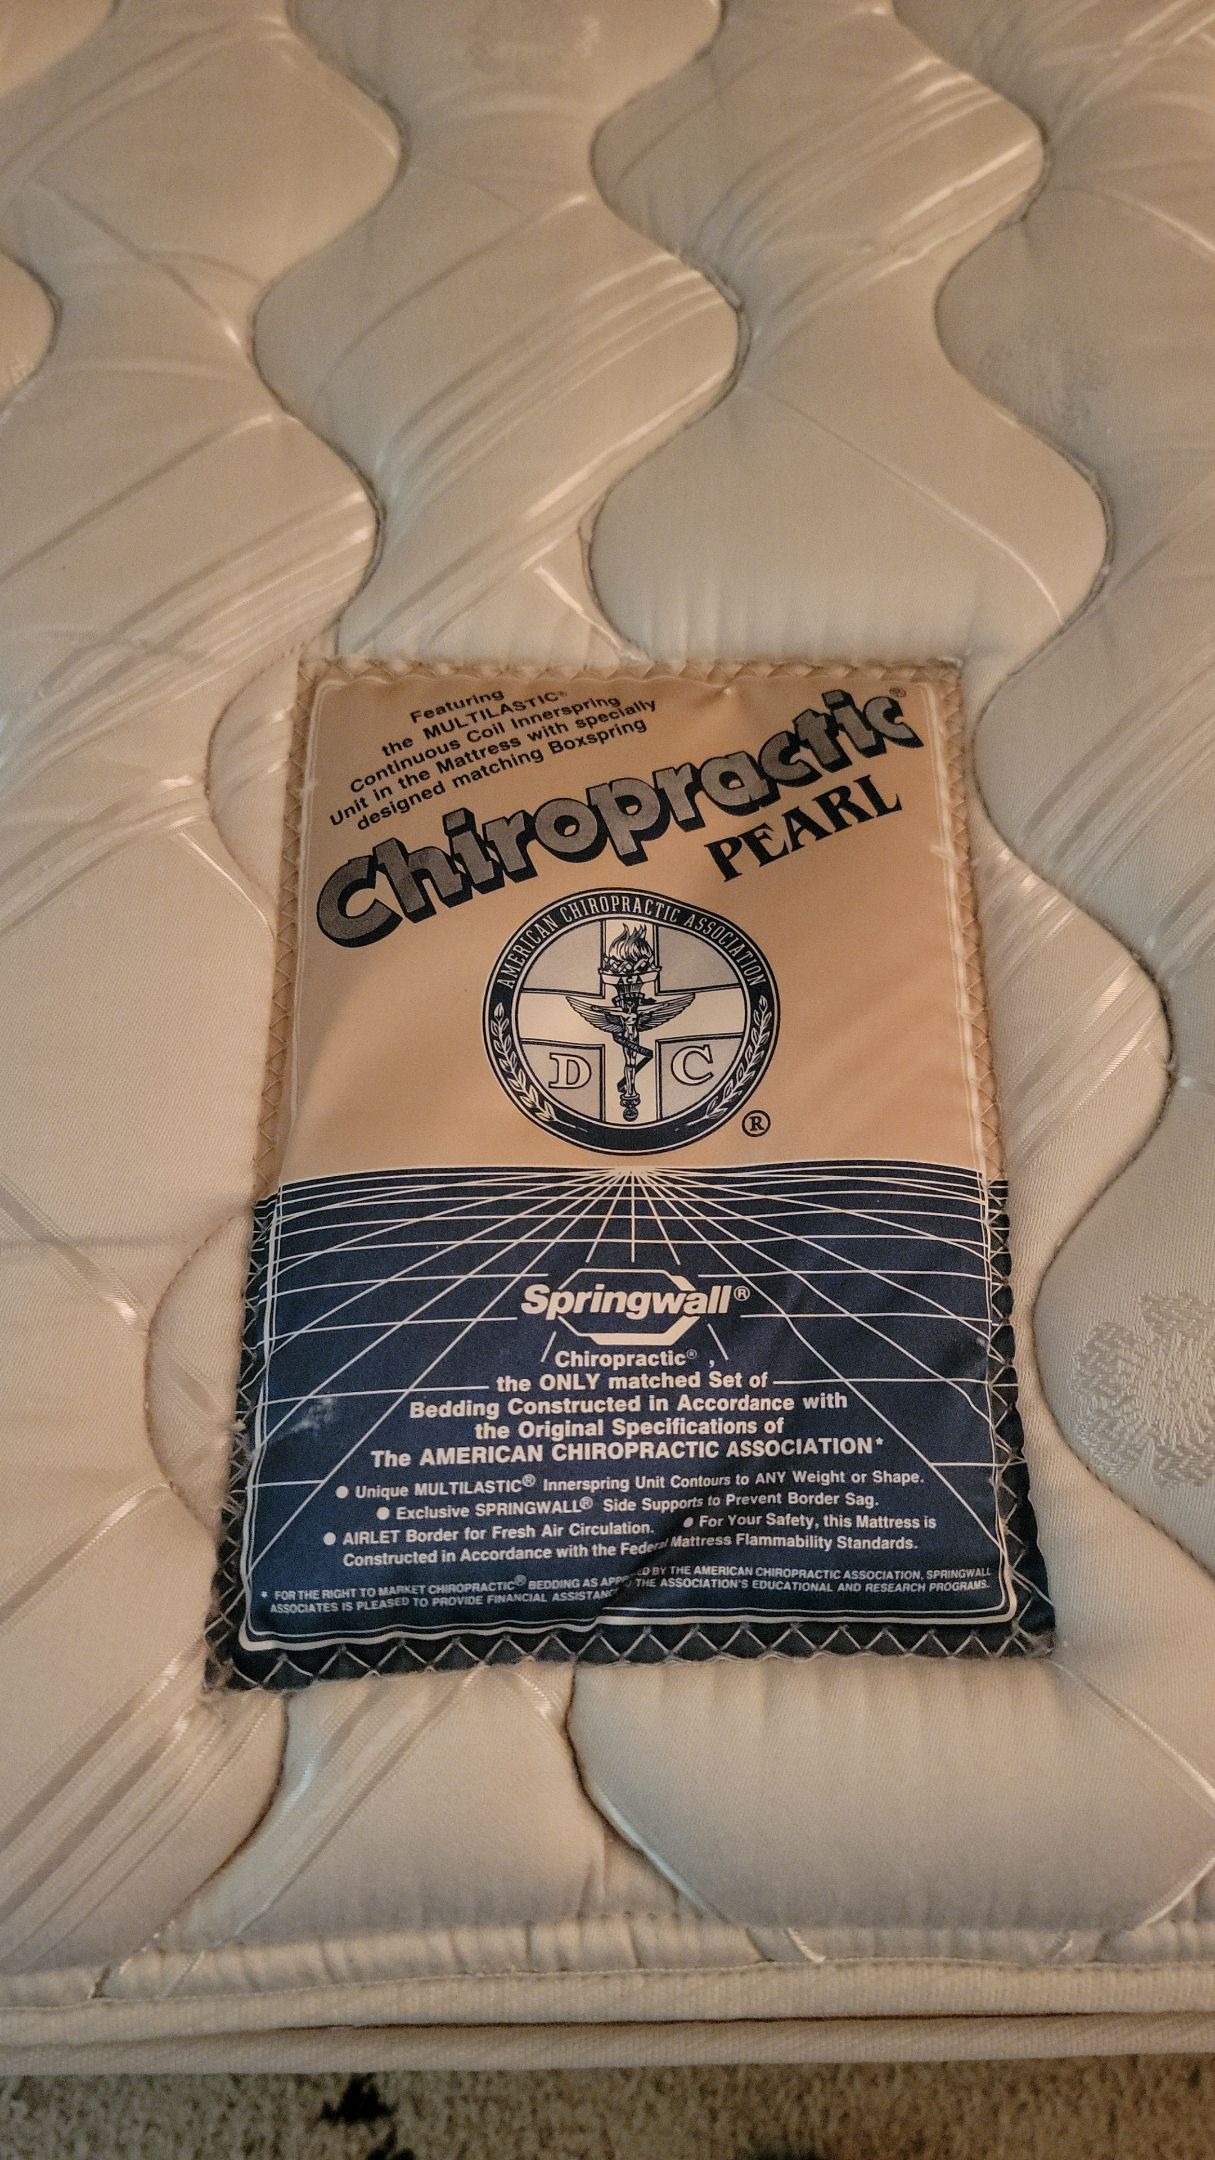 Featuring
the MULTILASTIC®
Continuous Coil Innerspring
Unit in the Mattress with specially
designed matching Boxspring
Chiropractic®
PEARL
AMERICAN CHIROPRACTIC ASSOCIATION
ACA
D C
®
Springwall®
Chiropractic®,
the ONLY matched Set of
Bedding Constructed in Accordance with
the Original Specifications of
The AMERICAN CHIROPRACTIC ASSOCIATION*
• Unique MULTILASTIC® Innerspring Unit Contours to ANY Weight or Shape.
• Exclusive SPRINGWALL® Side Supports to Prevent Border Sag.
• AIRLET Border for Fresh Air Circulation. • For Your Safety, this Mattress is
Constructed in Accordance with the Federal Mattress Flammability Standards.
* FOR THE RIGHT TO MARKET CHIROPRACTIC® BEDDING AS APPROVED BY THE AMERICAN CHIROPRACTIC ASSOCIATION, SPRINGWALL
ASSOCIATES IS PLEASED TO PROVIDE FINANCIAL ASSISTANCE THE ASSOCIATION'S EDUCATIONAL AND RESEARCH PROGRAMS.